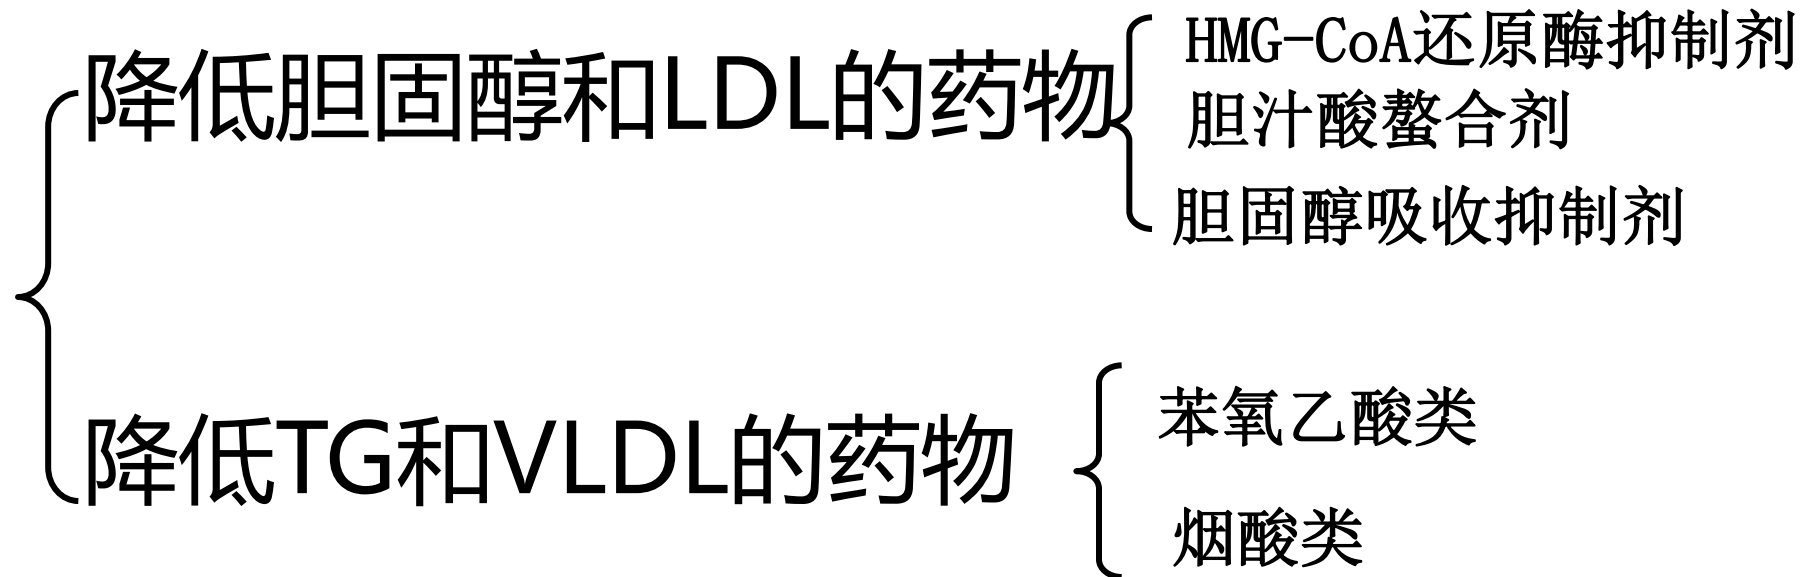 降低胆固醇和LDL的药物
HMG-CoA还原酶抑制剂
胆汁酸螯合剂
胆固醇吸收抑制剂
降低TG和VLDL的药物
苯氧乙酸类
烟酸类